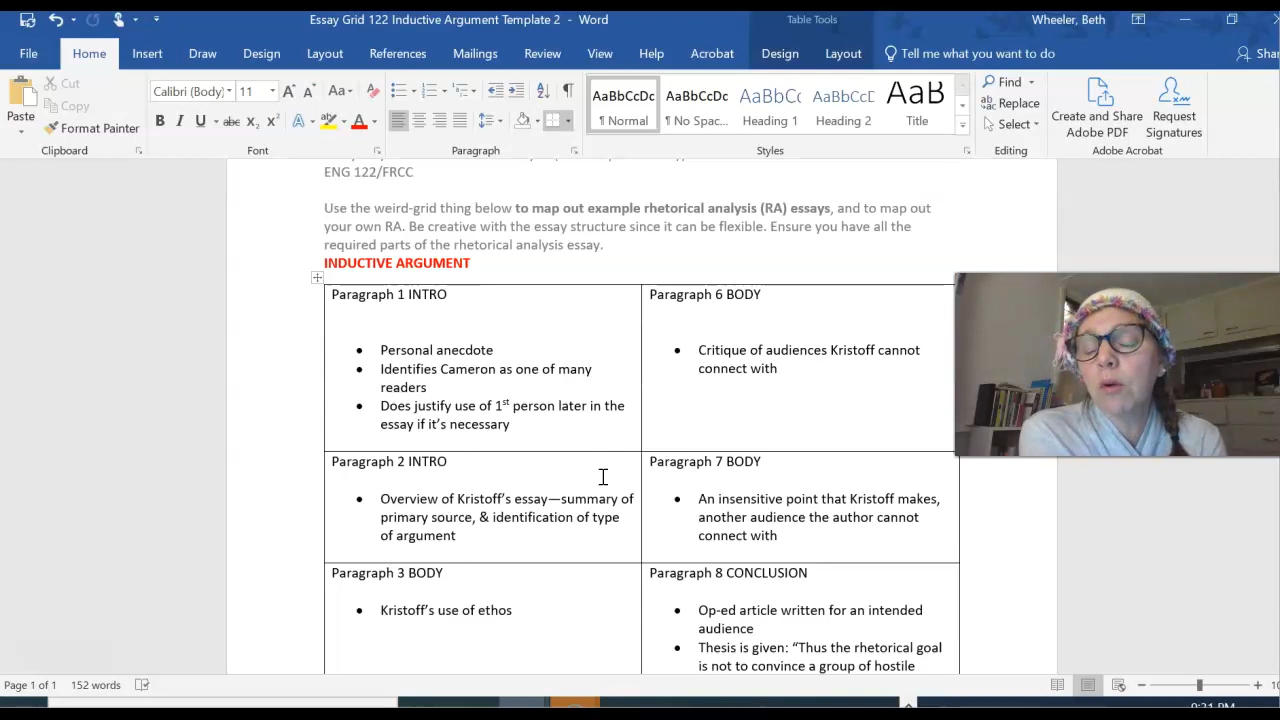 Essay Grid 122 Inductive Argument Template 2 - Word
Table Tools
Wheeler, Beth
File Home Insert Draw Design Layout References Mailings Review View Help Acrobat Design Layout Tell me what you want to do
Paste
Cut
Copy
Format Painter
Clipboard
Calibri (Body) 11
Font
Paragraph
AaBbCcDc AaBbCcDc AaBbCc AaBbCcD AaB
¶ Normal ¶ No Spac... Heading 1 Heading 2 Title
Styles
Find
Replace
Select
Editing
Create and Share
Adobe PDF
Request
Signatures
Adobe Acrobat
ENG 122/FRCC
Use the weird-grid thing below to map out example rhetorical analysis (RA) essays, and to map out
your own RA. Be creative with the essay structure since it can be flexible. Ensure you have all the
required parts of the rhetorical analysis essay.
INDUCTIVE ARGUMENT
Paragraph 1 INTRO
• Personal anecdote
• Identifies Cameron as one of many
readers
• Does justify use of 1st person later in the
essay if it's necessary
Paragraph 6 BODY
• Critique of audiences Kristoff cannot
connect with
Paragraph 2 INTRO
• Overview of Kristoff's essay—summary of
primary source, & identification of type
of argument
Paragraph 7 BODY
• An insensitive point that Kristoff makes,
another audience the author cannot
connect with
Paragraph 3 BODY
• Kristoff's use of ethos
Paragraph 8 CONCLUSION
• Op-ed article written for an intended
audience
• Thesis is given: "Thus the rhetorical goal
is not to convince a group of hostile
Page 1 of 1 152 words